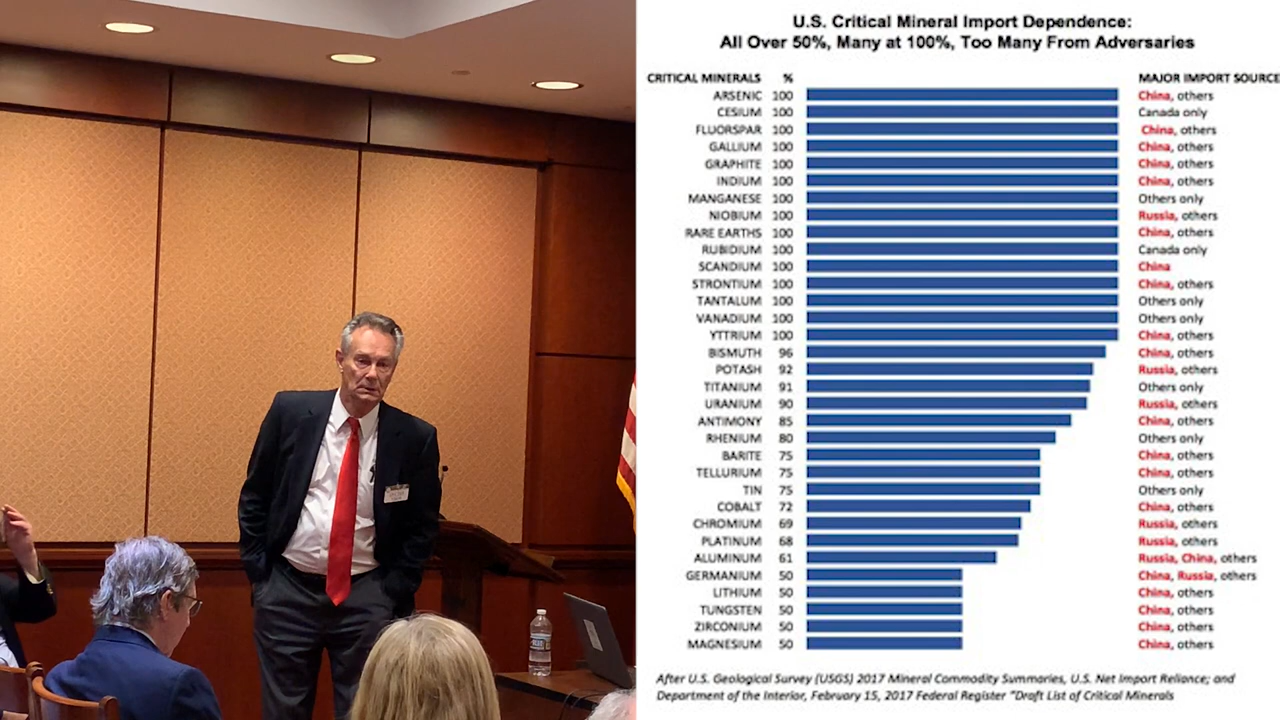 U.S. Critical Mineral Import Dependence:
All Over 50%, Many at 100%, Too Many From Adversaries
CRITICAL MINERALS % MAJOR IMPORT SOURCE
ARSENIC 100 China, others
CESIUM 100 Canada only
FLUORSPAR 100 China, others
GALLIUM 100 China, others
GRAPHITE 100 China, others
INDIUM 100 China, others
MANGANESE 100 Others only
NIOBIUM 100 Russia, others
RARE EARTHS 100 China, others
RUBIDIUM 100 Canada only
SCANDIUM 100 China
STRONTIUM 100 China, others
TANTALUM 100 Others only
VANADIUM 100 Others only
YTTRIUM 100 China, others
BISMUTH 96 China, others
POTASH 92 Russia, others
TITANIUM 91 Others only
URANIUM 90 Russia, others
ANTIMONY 85 China, others
RHENIUM 80 Others only
BARITE 75 China, others
TELLURIUM 75 China, others
TIN 75 Others only
COBALT 72 China, others
CHROMIUM 69 Russia, others
PLATINUM 68 Russia, others
ALUMINUM 61 Russia, China, others
GERMANIUM 50 China, Russia, others
LITHIUM 50 China, others
TUNGSTEN 50 China, others
ZIRCONIUM 50 China, others
MAGNESIUM 50 China, others
After U.S. Geological Survey (USGS) 2017 Mineral Commodity Summaries, U.S. Net Import Reliance; and
Department of the Interior, February 15, 2017 Federal Register "Draft List of Critical Minerals